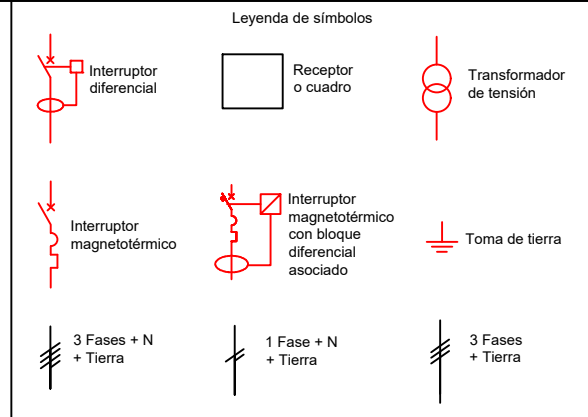 Leyenda de símbolos
Interruptor
diferencial
Receptor
o cuadro
Transformador
de tensión
Interruptor
magnetotérmico
Interruptor
magnetotérmico
con bloque
diferencial
asociado
Toma de tierra
3 Fases + N
+ Tierra
1 Fase + N
+ Tierra
3 Fases
+ Tierra